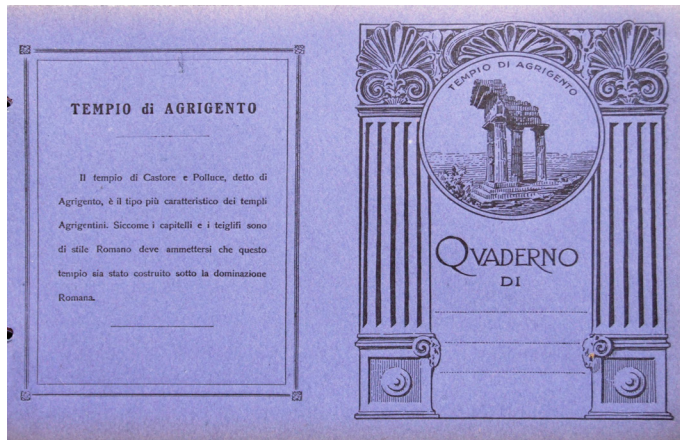 TEMPIO di AGRIGENTO
Il tempio di Castore e Polluce, detto di
Agrigento, è il tipo più caratteristico dei templi
Agrigentini. Siccome i capitelli e i teiglifi sono
di stile Romano deve ammettersi che questo
tempio sia stato costruito sotto la dominazione
Romana.
TEMPIO DI AGRIGENTO
QVADERNO
DI